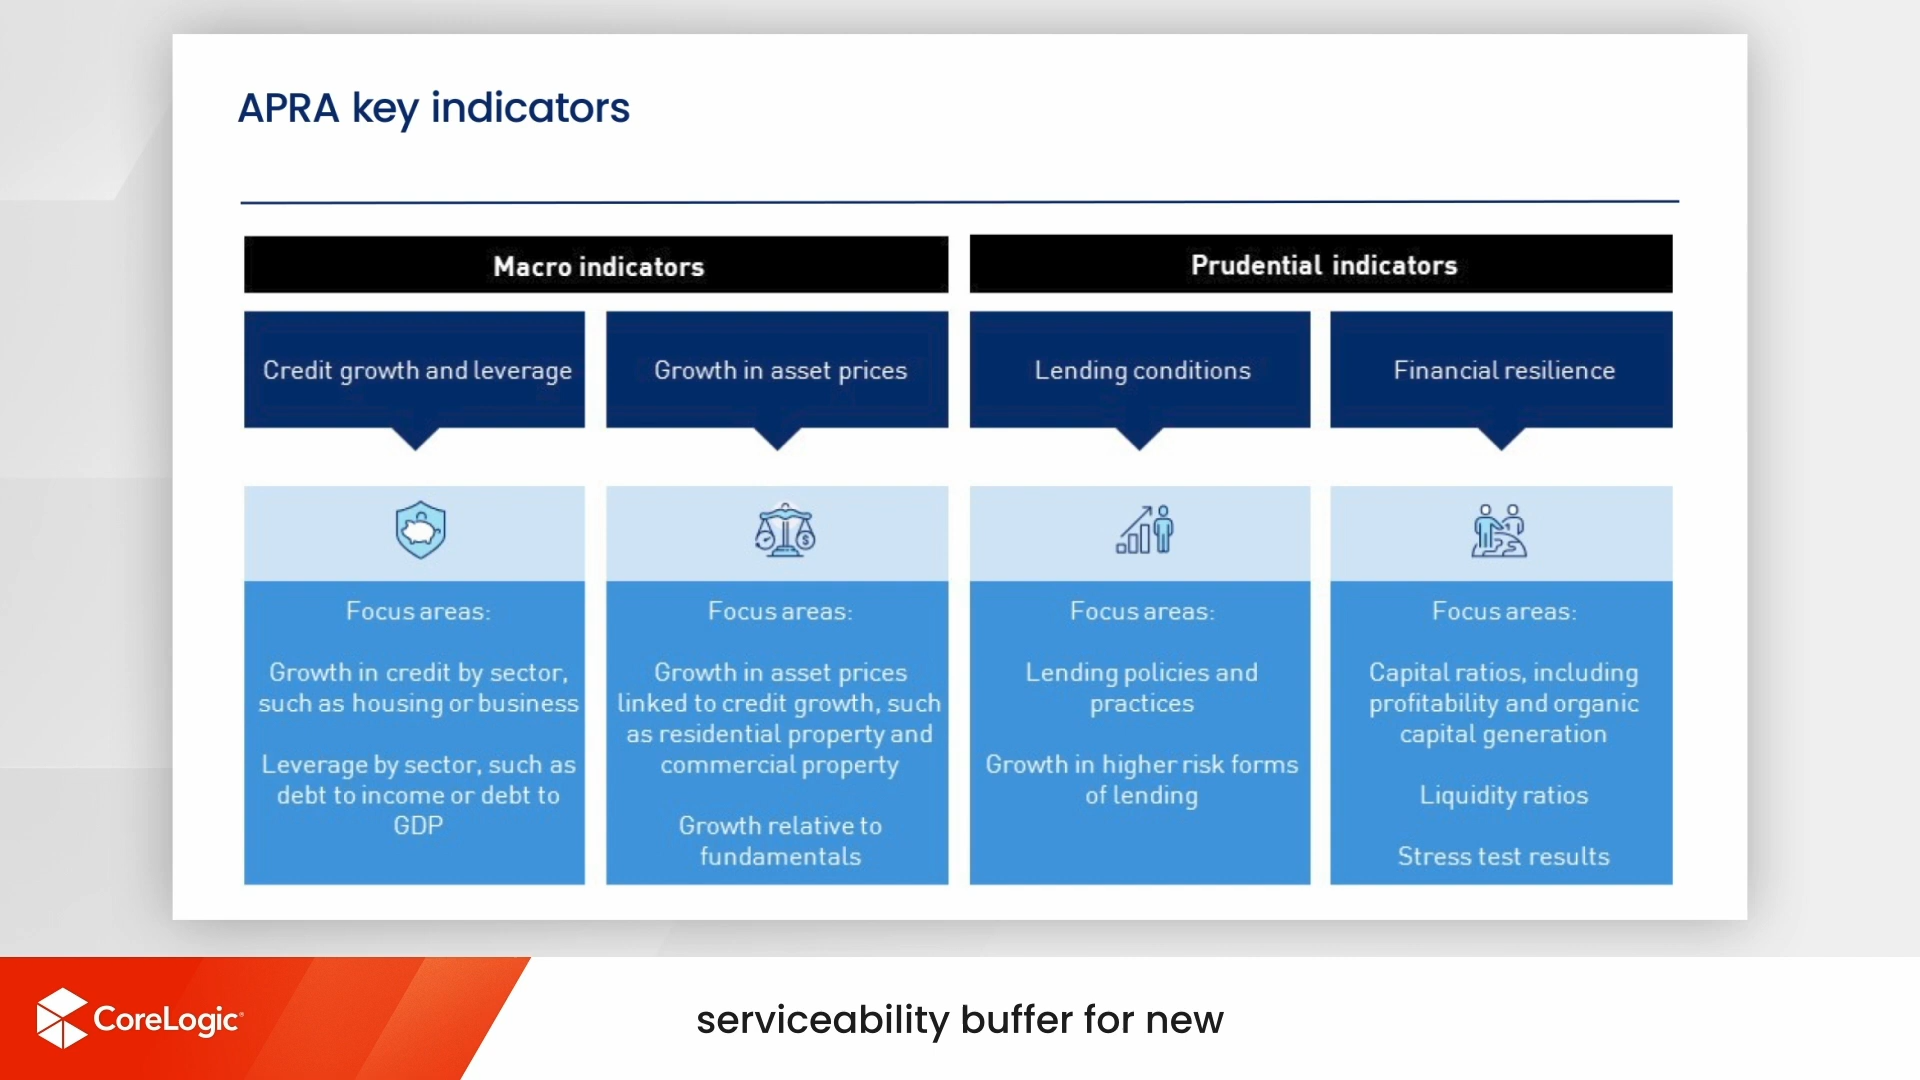 APRA key indicators
Macro indicators
Prudential indicators
Credit growth and leverage
Growth in asset prices
Lending conditions
Financial resilience
Focus areas:
Growth in credit by sector,
such as housing or business
Leverage by sector, such as
debt to income or debt to
GDP
Focus areas:
Growth in asset prices
linked to credit growth, such
as residential property and
commercial property
Growth relative to
fundamentals
Focus areas:
Lending policies and
practices
Growth in higher risk forms
of lending
Focus areas:
Capital ratios, including
profitability and organic
capital generation
Liquidity ratios
Stress test results
CoreLogic
serviceability buffer for new